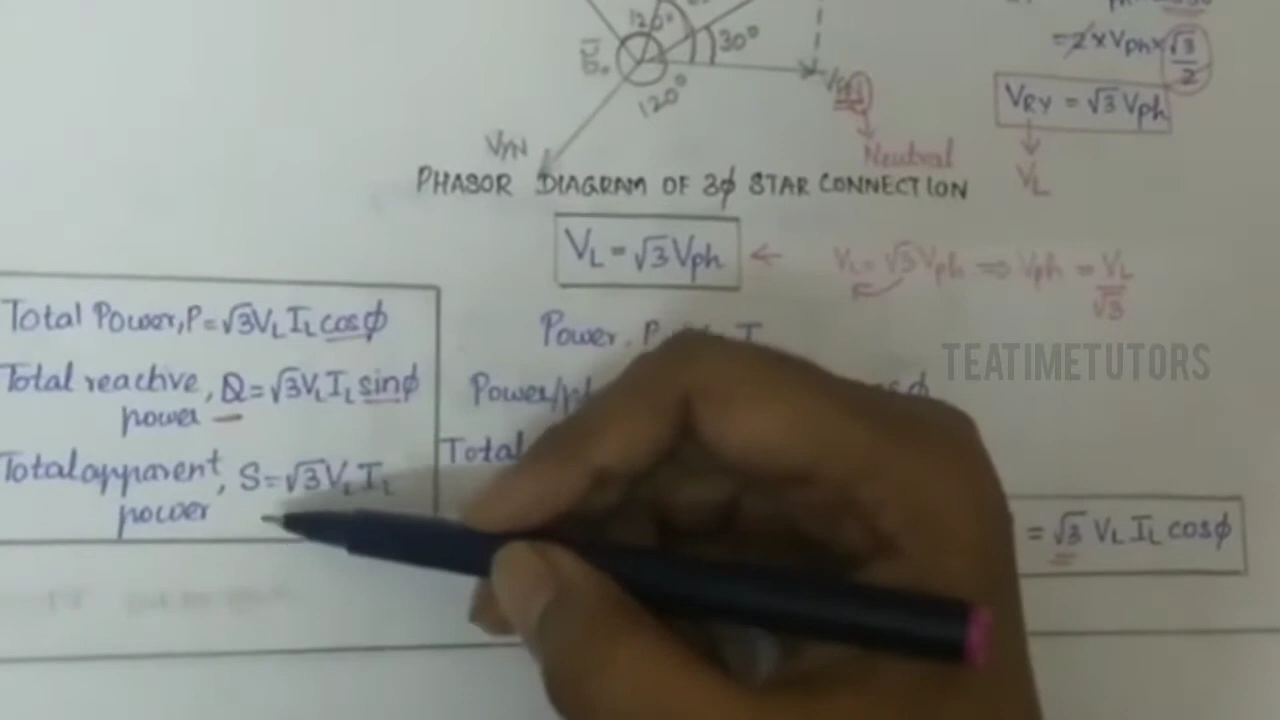 120°
30°
120°
VYN
Neutral
= 2 × Vph × √3/2
VRY = √3 Vph
VL
PHASOR DIAGRAM OF 3ϕ STAR CONNECTION
VL = √3 Vph ← VL = √3 Vph ⇒ Vph = VL/√3
Total Power, P = √3 VL IL cosϕ
Total reactive, Q = √3 VL IL sinϕ
power
Total apparent, S = √3 VL IL
power
Power, P
Power/
Total
= √3 VL IL cosϕ
TEATIMETUTORS